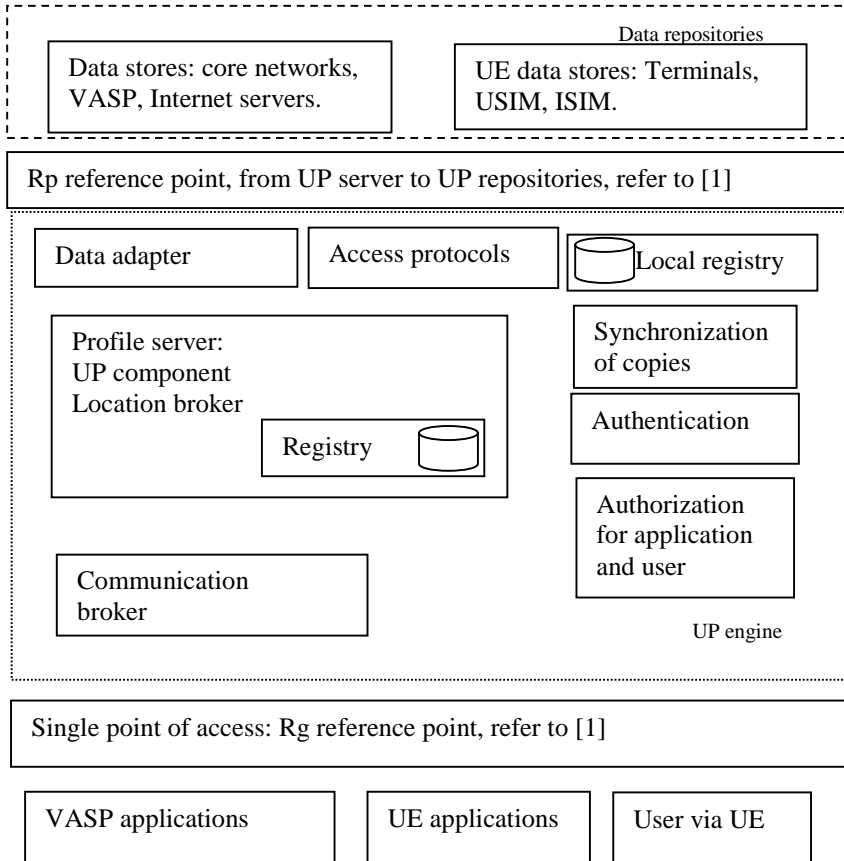 Data repositories
Data stores: core networks,
VASP, Internet servers.
UE data stores: Terminals,
USIM, ISIM.
Rp reference point, from UP server to UP repositories, refer to [1]
Data adapter
Access protocols
Local registry
Profile server:
UP component
Location broker
Registry
Synchronization
of copies
Authentication
Authorization
for application
and user
Communication
broker
UP engine
Single point of access: Rg reference point, refer to [1]
VASP applications
UE applications
User via UE